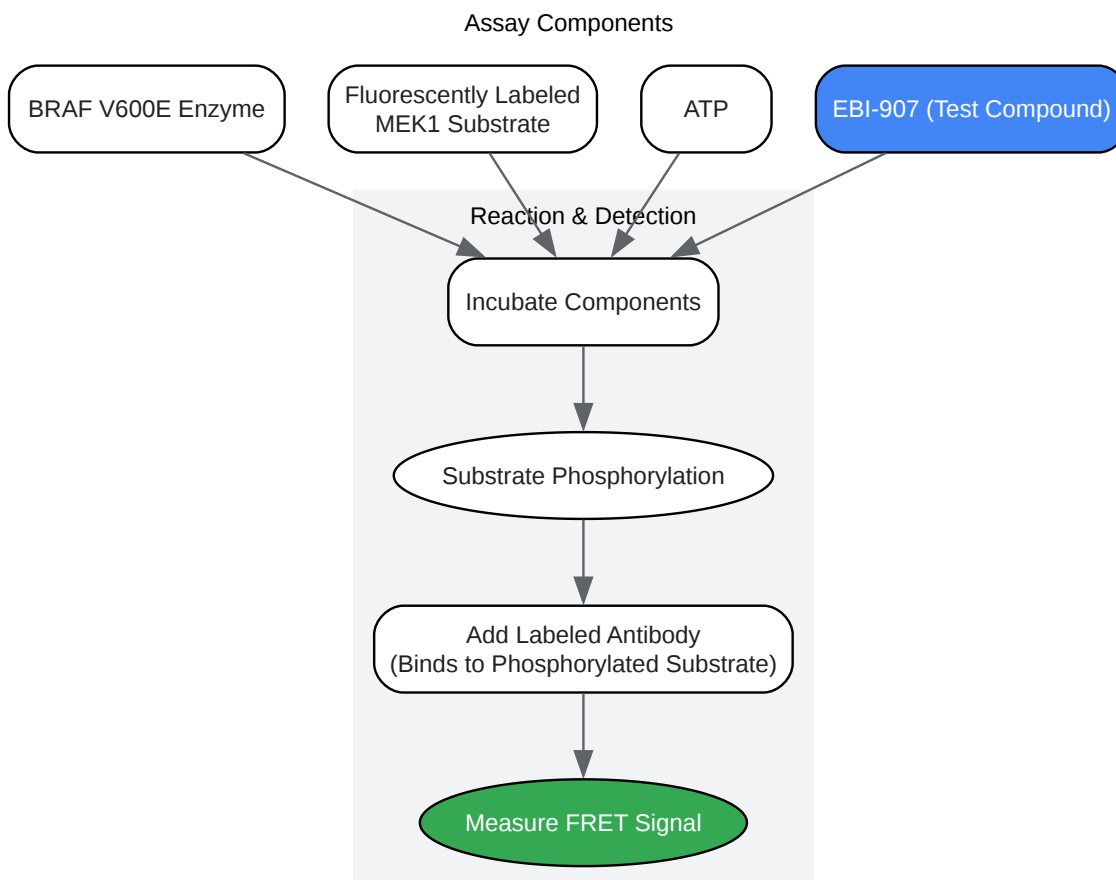 Assay Components
BRAF V600E Enzyme
Fluorescently Labeled
MEK1 Substrate
ATP
EBI-907 (Test Compound)
Reaction & Detection
Incubate Components
Substrate Phosphorylation
Add Labeled Antibody
(Binds to Phosphorylated Substrate)
Measure FRET Signal